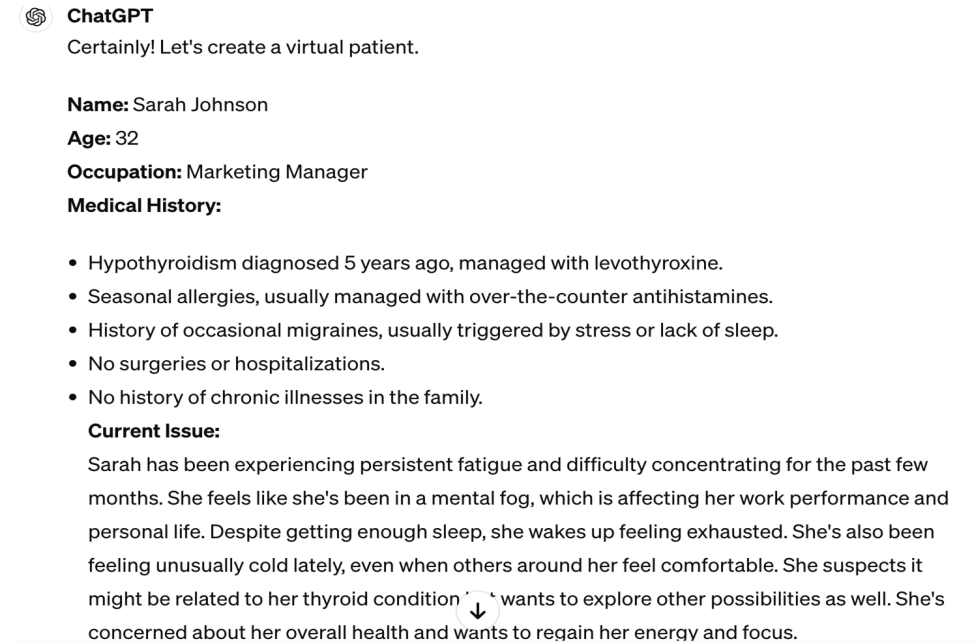 ChatGPT
Certainly! Let's create a virtual patient.
Name: Sarah Johnson
Age: 32
Occupation: Marketing Manager
Medical History:
• Hypothyroidism diagnosed 5 years ago, managed with levothyroxine.
• Seasonal allergies, usually managed with over-the-counter antihistamines.
• History of occasional migraines, usually triggered by stress or lack of sleep.
• No surgeries or hospitalizations.
• No history of chronic illnesses in the family.
Current Issue:
Sarah has been experiencing persistent fatigue and difficulty concentrating for the past few
months. She feels like she's been in a mental fog, which is affecting her work performance and
personal life. Despite getting enough sleep, she wakes up feeling exhausted. She's also been
feeling unusually cold lately, even when others around her feel comfortable. She suspects it
might be related to her thyroid condition wants to explore other possibilities as well. She's
concerned about her overall health and wants to regain her energy and focus.